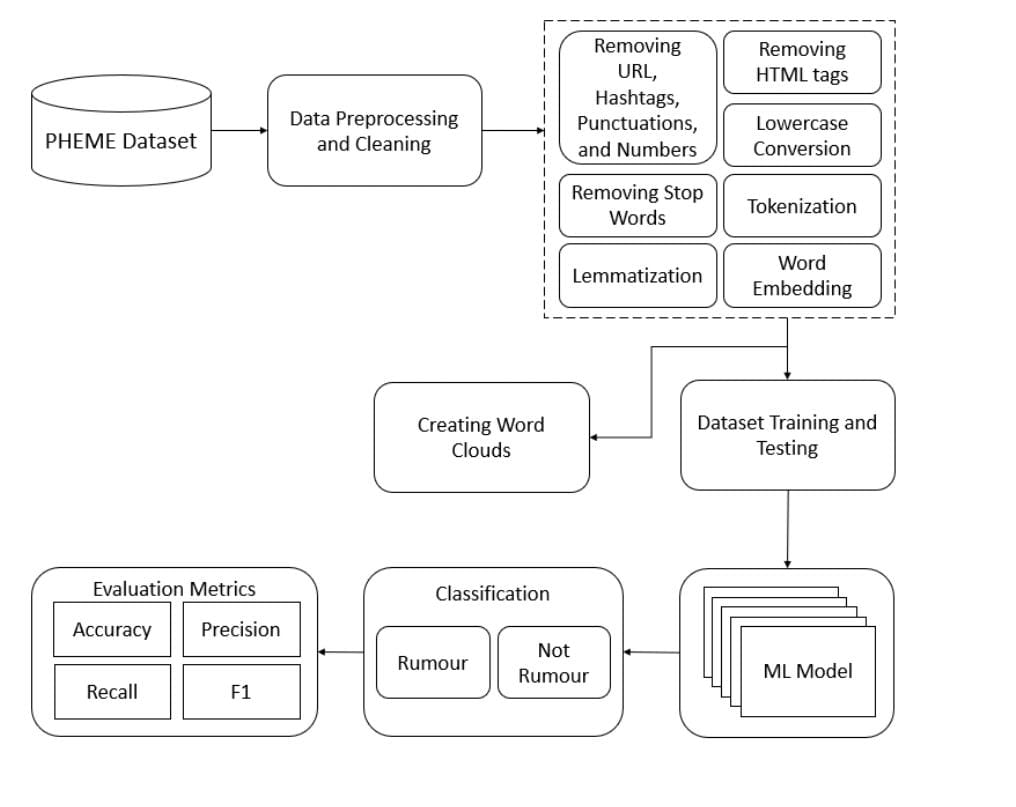 PHEME Dataset
Data Preprocessing
and Cleaning
Removing
URL,
Hashtags,
Punctuations,
and Numbers
Removing
HTML tags
Lowercase
Conversion
Removing Stop
Words
Tokenization
Lemmatization
Word
Embedding
Creating Word
Clouds
Dataset Training and
Testing
Evaluation Metrics
Accuracy
Precision
Recall
F1
Classification
Rumour
Not
Rumour
ML Model